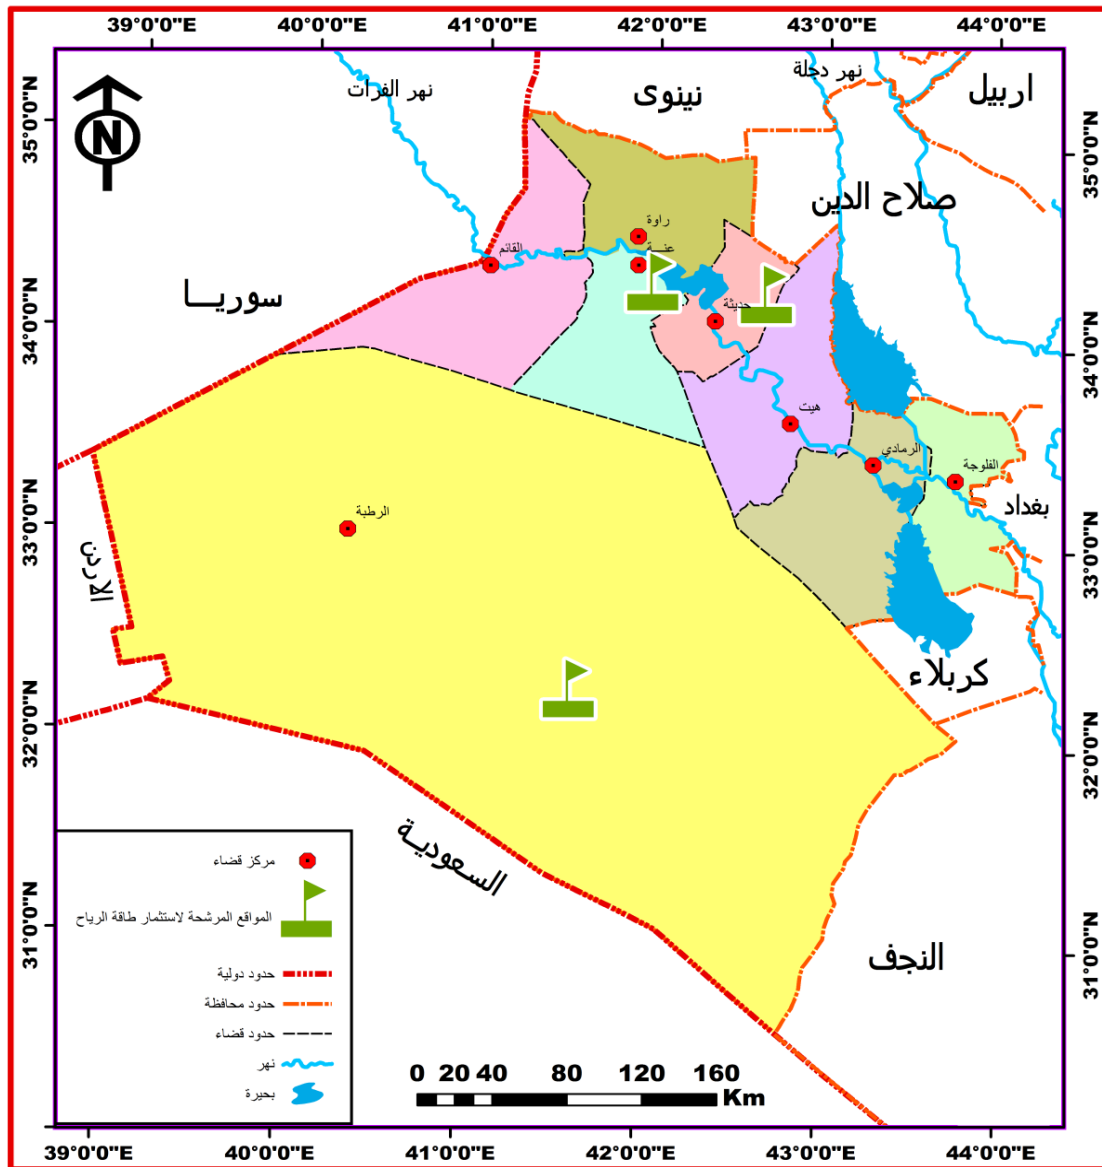 39°0'0"E 40°0'0"E 41°0'0"E 42°0'0"E 43°0'0"E 44°0'0"E
35°0'0"N
34°0'0"N
33°0'0"N
32°0'0"N
31°0'0"N
35°0'0"N
34°0'0"N
33°0'0"N
32°0'0"N
31°0'0"N
N
نهر الفرات
نينوى
نهر دجلة
اربيل
صلاح الدين
راوة
عنــة
القائم
سوريــا
حديثة
هيت
الرمادي
الفلوجة
بغداد
الرطبة
الاردن
كربلاء
السعوديـة
النجف
مركز قضاء
المواقع المرشحة لاستثمار طاقة الرياح
حدود دولية
حدود محافظة
حدود قضاء
نهر
بحيرة
0 20 40 80 120 160
Km
39°0'0"E 40°0'0"E 41°0'0"E 42°0'0"E 43°0'0"E 44°0'0"E